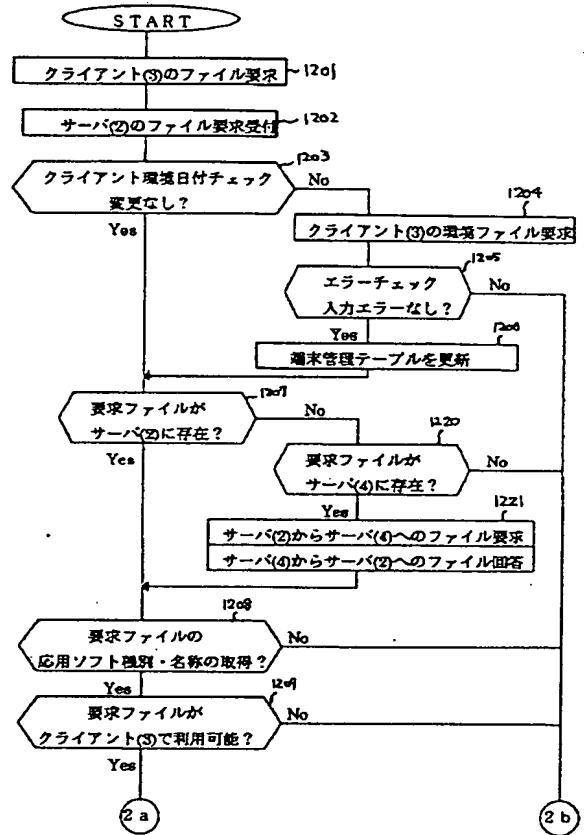 START
クライアント(3)のファイル要求
1201
サーバ(2)のファイル要求受付
1202
1203
クライアント環境日付チェック
変更なし?
No
Yes
1204
クライアント(3)の環境ファイル要求
1205
エラーチェック
入力エラーなし?
No
Yes
1206
端末管理テーブルを更新
1207
要求ファイルが
サーバ(2)に存在?
No
Yes
1220
要求ファイルが
サーバ(4)に存在?
No
Yes
1221
サーバ(2)からサーバ(4)へのファイル要求
サーバ(4)からサーバ(2)へのファイル回答
1208
要求ファイルの
応用ソフト種別・名称の取得?
No
Yes
1209
要求ファイルが
クライアント(3)で利用可能?
No
Yes
2a
2b